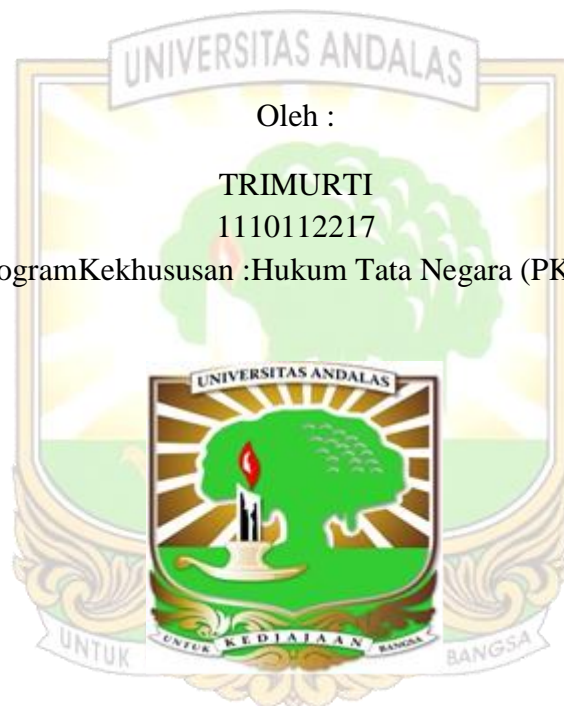 UNIVERSITAS ANDALAS
Oleh :
TRIMURTI
1110112217
ogramKekhususan :Hukum Tata Negara (PK
UNIVERSITAS ANDALAS
UNTUK KEDJAJAAN BANGSA
UNTUK BANGSA